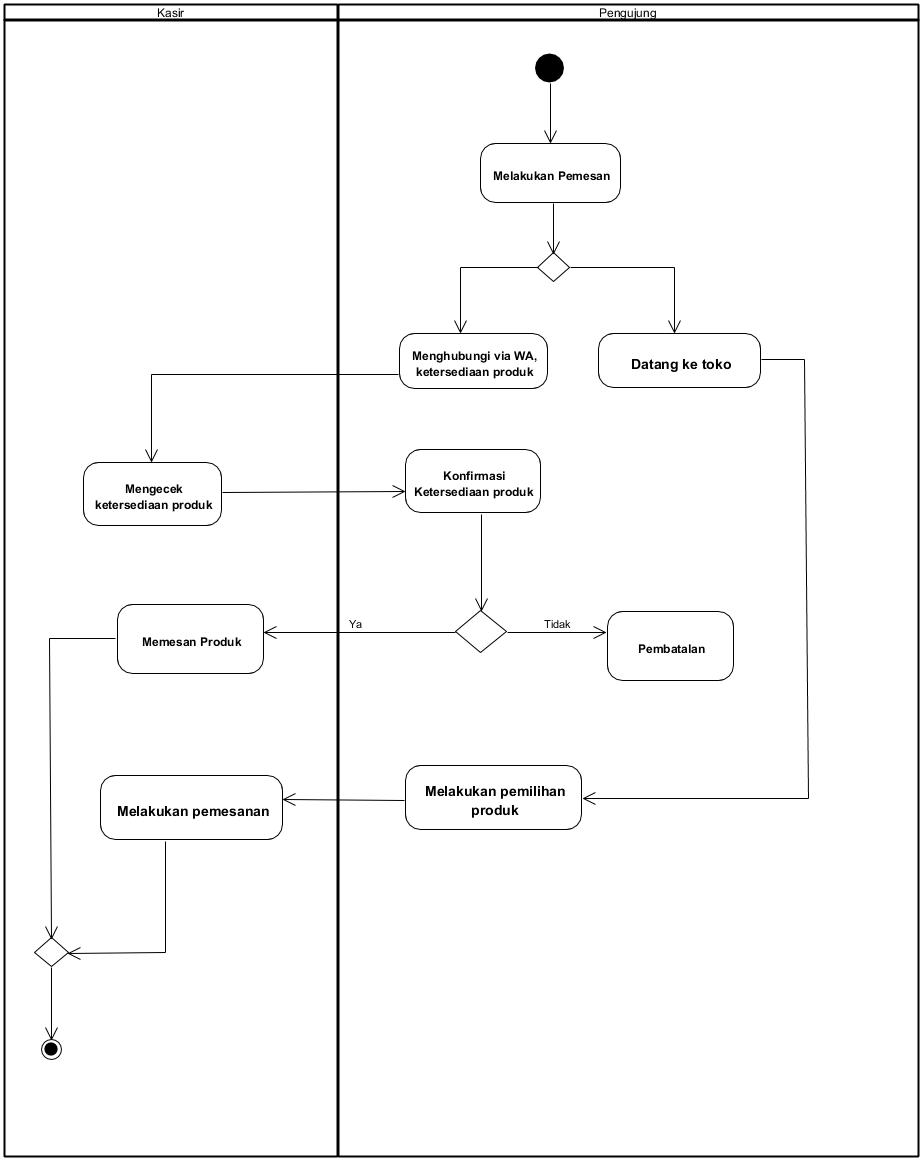 Kasir
Pengujung
Melakukan Pemesan
Menghubungi via WA,
ketersediaan produk
Datang ke toko
Mengecek
ketersediaan produk
Konfirmasi
Ketersediaan produk
Memesan Produk
Ya
Tidak
Pembatalan
Melakukan pemesanan
Melakukan pemilihan
produk